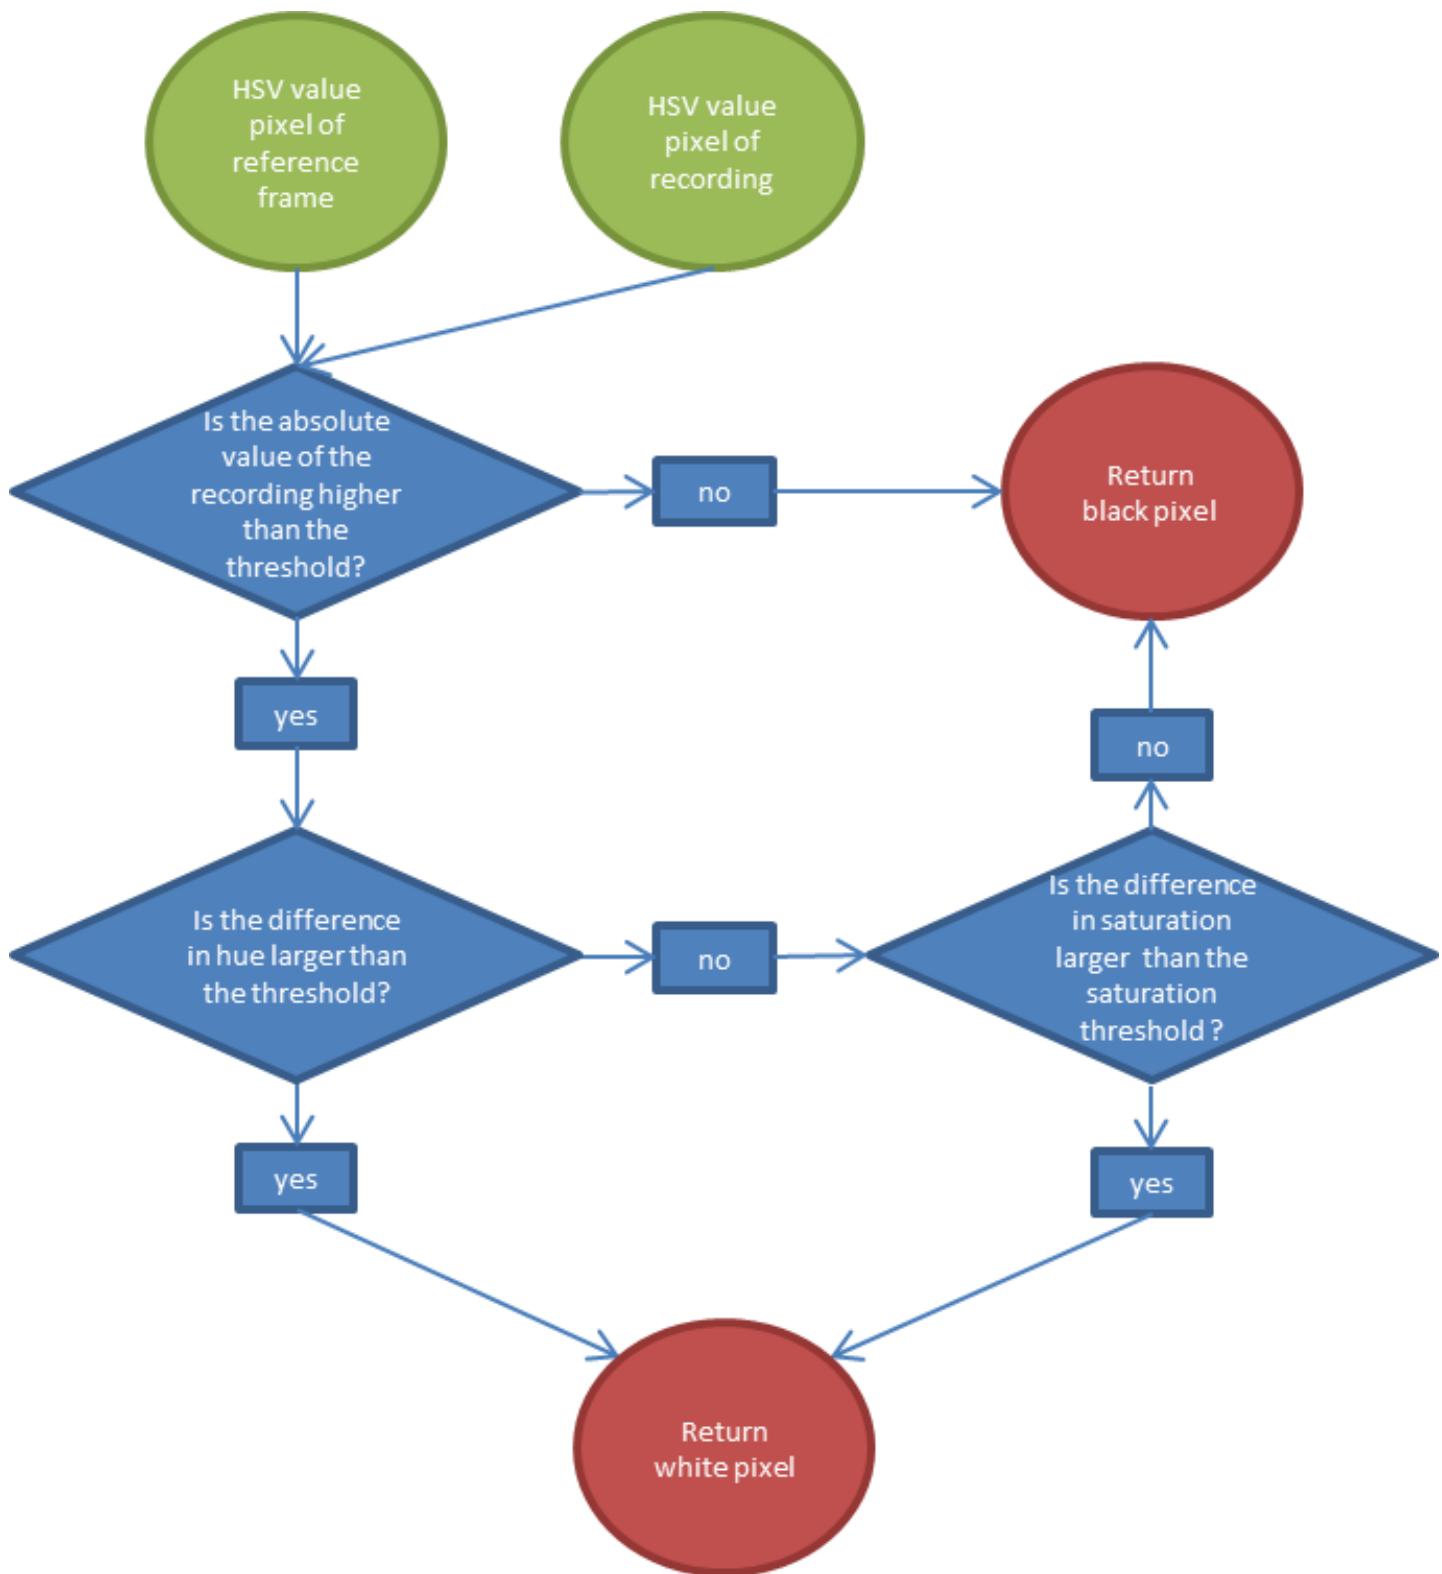 HSV value
pixel of
reference
frame
HSV value
pixel of
recording
Is the absolute
value of the
recording higher
than the
threshold?
no
Return
black pixel
yes
no
Is the difference
in hue larger than
the threshold?
no
Is the difference
in saturation
larger than the
saturation
threshold ?
yes
yes
Return
white pixel